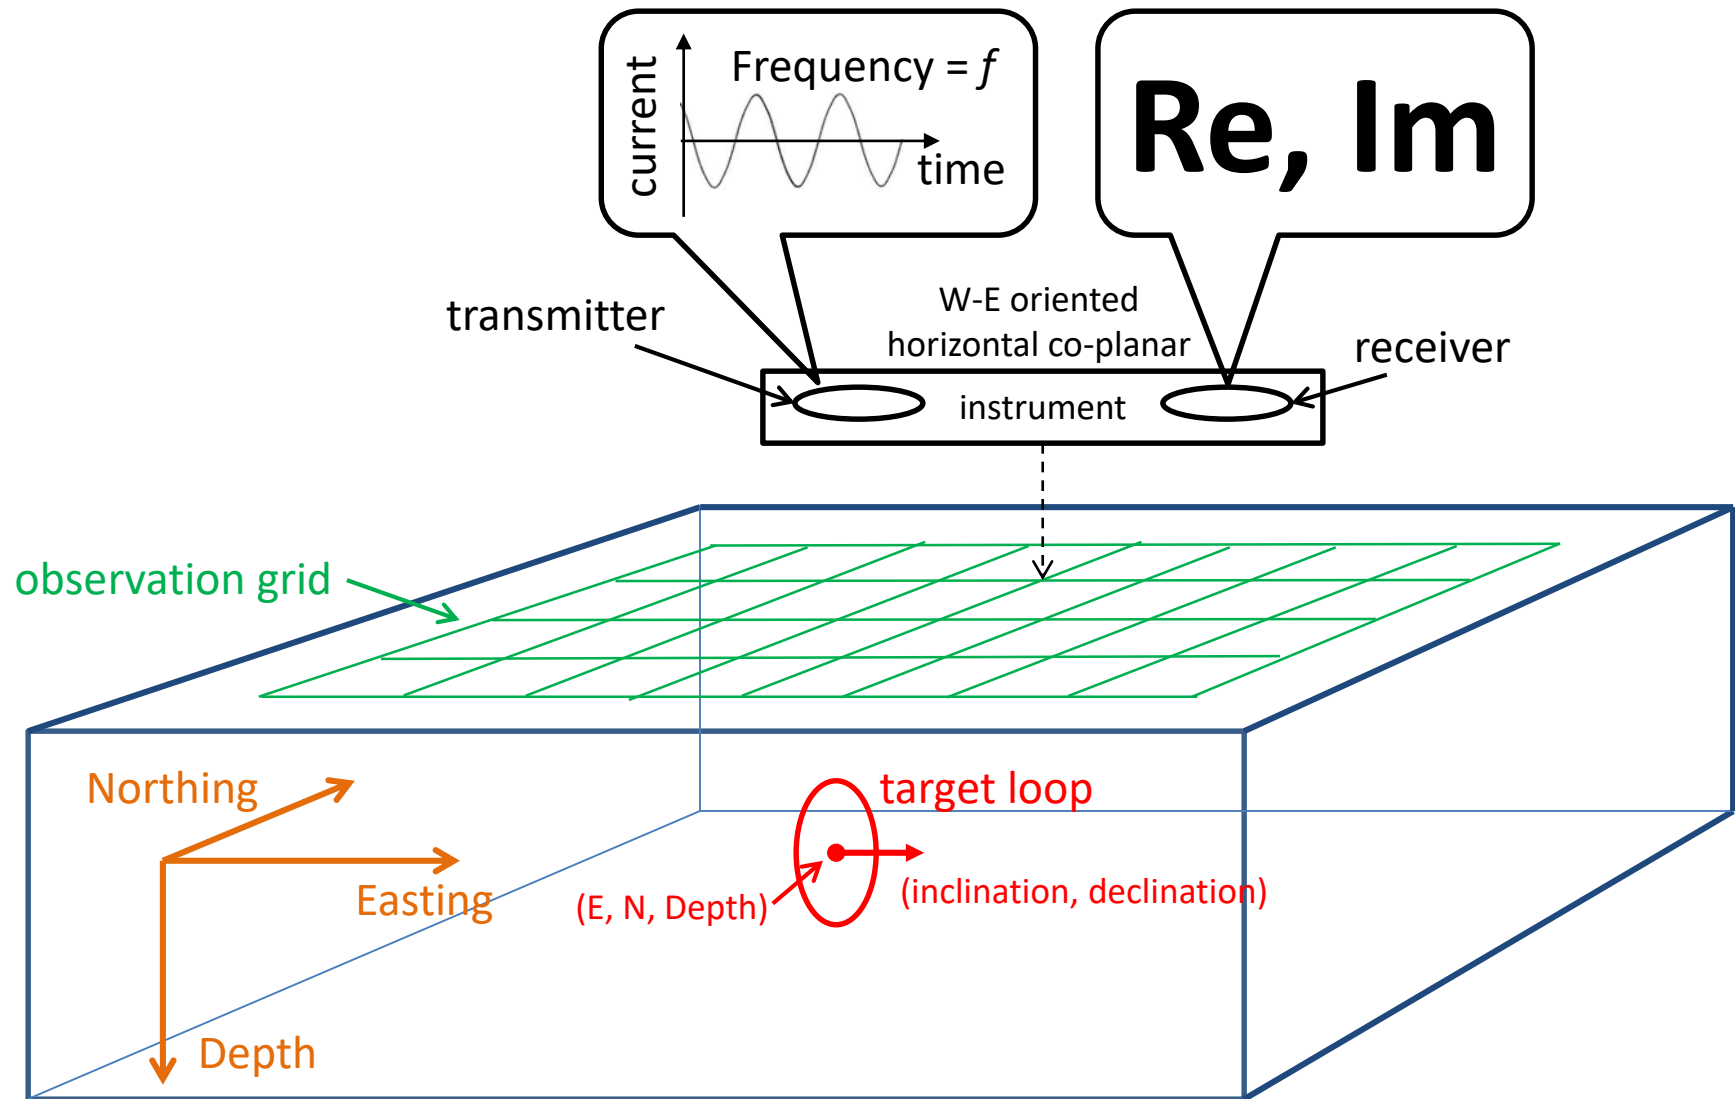 current
Frequency = f
time
Re, Im
transmitter
W-E oriented
horizontal co-planar
receiver
instrument
observation grid
Northing
Easting
Depth
target loop
(E, N, Depth)
(inclination, declination)